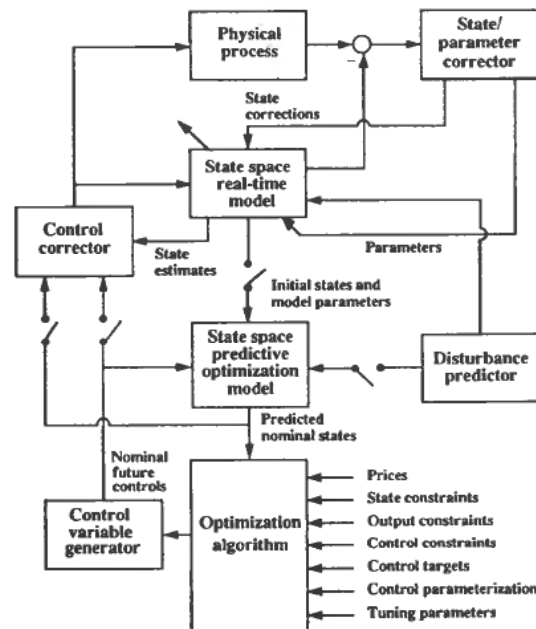 Physical
process
State/
parameter
corrector
State
corrections
State space
real-time
model
Control
corrector
State
estimates
Parameters
Initial states and
model parameters
State space
predictive
optimization
model
Disturbance
predictor
Predicted
nominal states
Nominal
future
controls
Control
variable
generator
Optimization
algorithm
Prices
State constraints
Output constraints
Control constraints
Control targets
Control parameterization
Tuning parameters